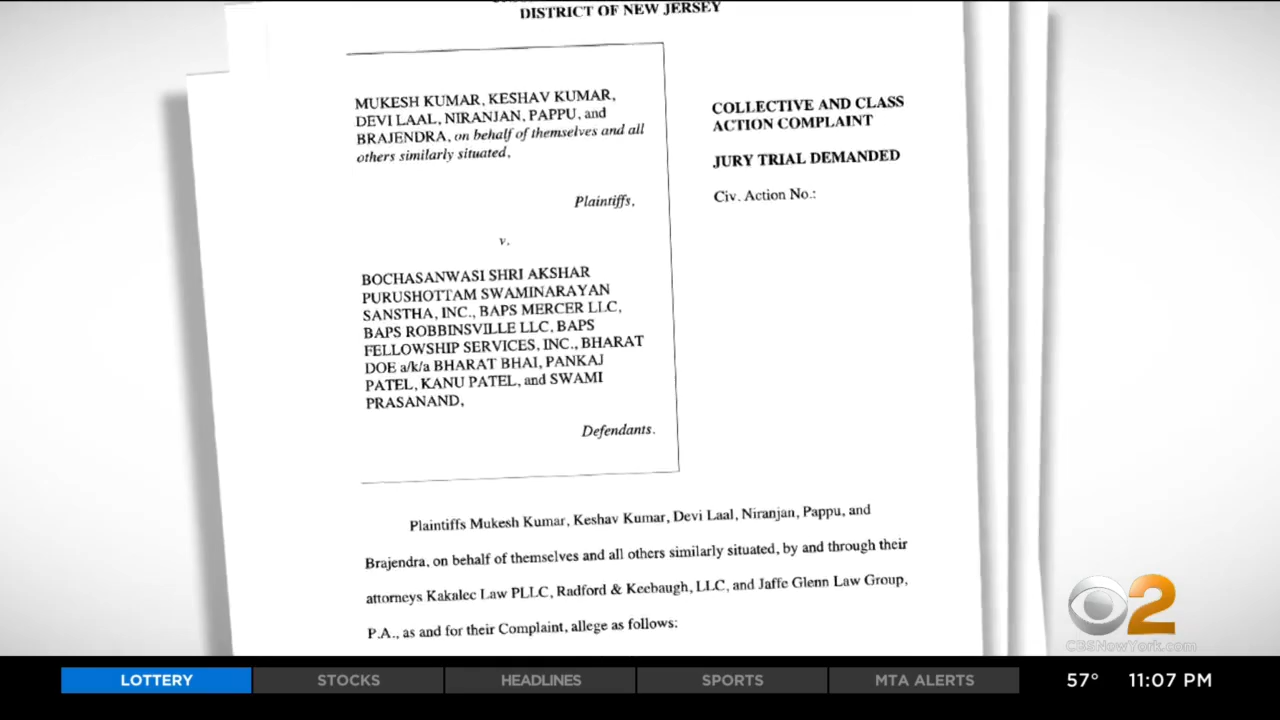 DISTRICT OF NEW JERSEY
MUKESH KUMAR, KESHAV KUMAR,
DEVI LAAL, NIRANJAN, PAPPU, and
BRAJENDRA, on behalf of themselves and all
others similarly situated,
Plaintiffs,
v.
BOCHASANWASI SHRI AKSHAR
PURUSHOTTAM SWAMINARAYAN
SANSTHA, INC., BAPS MERCER LLC,
BAPS ROBBINSVILLE LLC, BAPS
FELLOWSHIP SERVICES, INC., BHARAT
DOE a/k/a BHARAT BHAI, PANKAJ
PATEL, KANU PATEL, and SWAMI
PRASANAND,
Defendants.
COLLECTIVE AND CLASS
ACTION COMPLAINT
JURY TRIAL DEMANDED
Civ. Action No.:
Plaintiffs Mukesh Kumar, Keshav Kumar, Devi Laal, Niranjan, Pappu, and
Brajendra, on behalf of themselves and all others similarly situated, by and through their
attorneys Kakalec Law PLLC, Radford & Keebaugh, LLC, and Jaffe Glenn Law Group,
P.A., as and for their Complaint, allege as follows:
2
CBSNewYork.com
LOTTERY STOCKS HEADLINES SPORTS MTA ALERTS 57° 11:07 PM